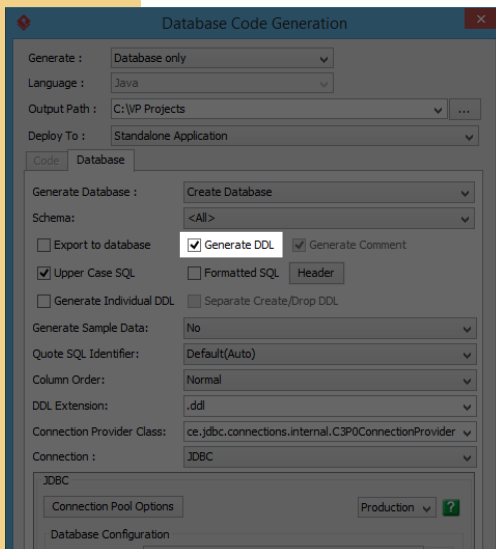 Database Code Generation
Generate : Database only
Language : Java
Output Path : C:\VP Projects ...
Deploy To : Standalone Application
Code Database
Generate Database : Create Database
Schema: <All>
Export to database Generate DDL Generate Comment
Upper Case SQL Formatted SQL Header
Generate Individual DDL Separate Create/Drop DDL
Generate Sample Data: No
Quote SQL Identifier: Default(Auto)
Column Order: Normal
DDL Extension: .ddl
Connection Provider Class: ce.jdbc.connections.internal.C3P0ConnectionProvider
Connection : JDBC
JDBC
Connection Pool Options Production ?
Database Configuration